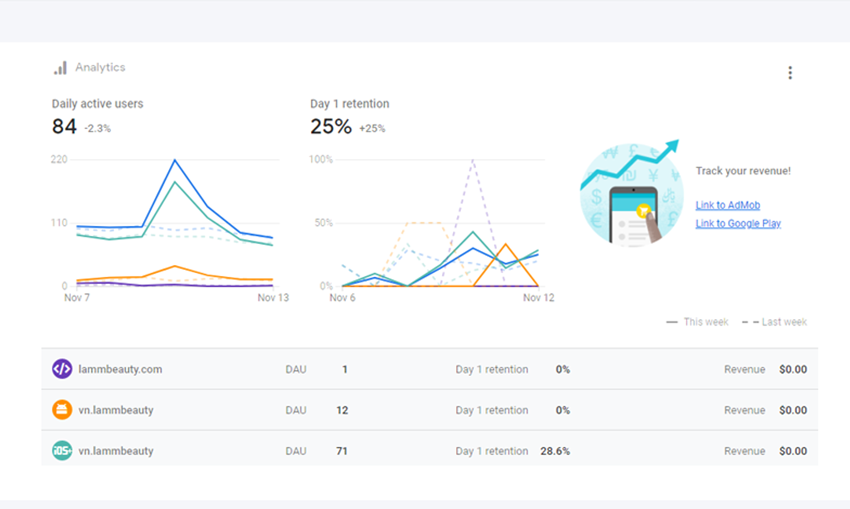 Analytics
Daily active users
84 -2.3%
220
110
0
Nov 7 Nov 13
Day 1 retention
25% +25%
100%
50%
0%
Nov 6 Nov 12
Track your revenue!
Link to AdMob
Link to Google Play
This week Last week
lammbeauty.com DAU 1 Day 1 retention 0% Revenue $0.00
vn.lammbeauty DAU 12 Day 1 retention 0% Revenue $0.00
iOS+ vn.lammbeauty DAU 71 Day 1 retention 28.6% Revenue $0.00